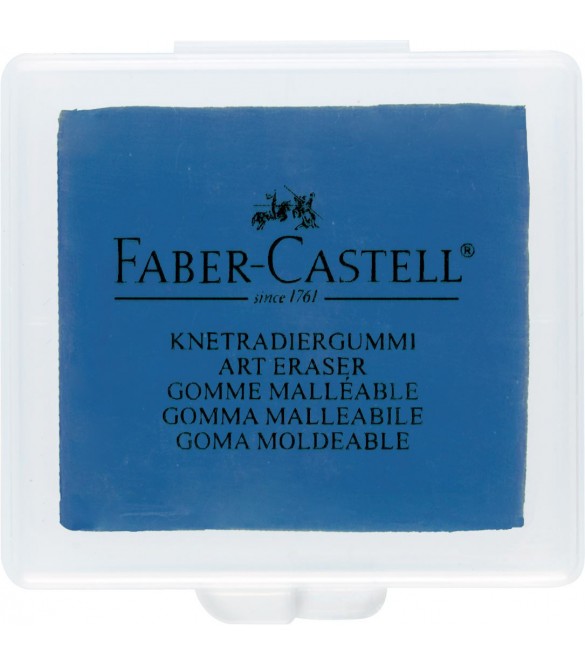 FABER-CASTELL®
since 1761
KNETRADIERGUMMI
ART ERASER
GOMME MALLÉABLE
GOMMA MALLEABILE
GOMA MOLDEABLE